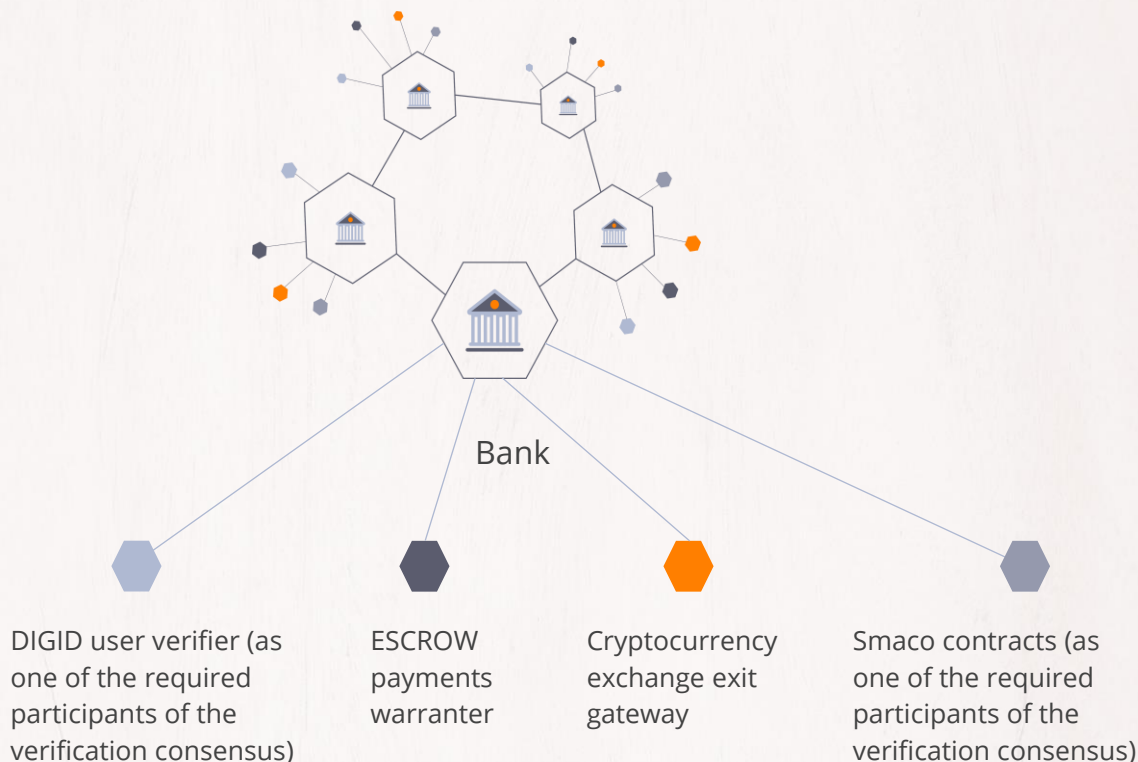 Bank
DIGID user verifier (as
one of the required
participants of the
verification consensus)
ESCROW
payments
warranter
Cryptocurrency
exchange exit
gateway
Smaco contracts (as
one of the required
participants of the
verification consensus)